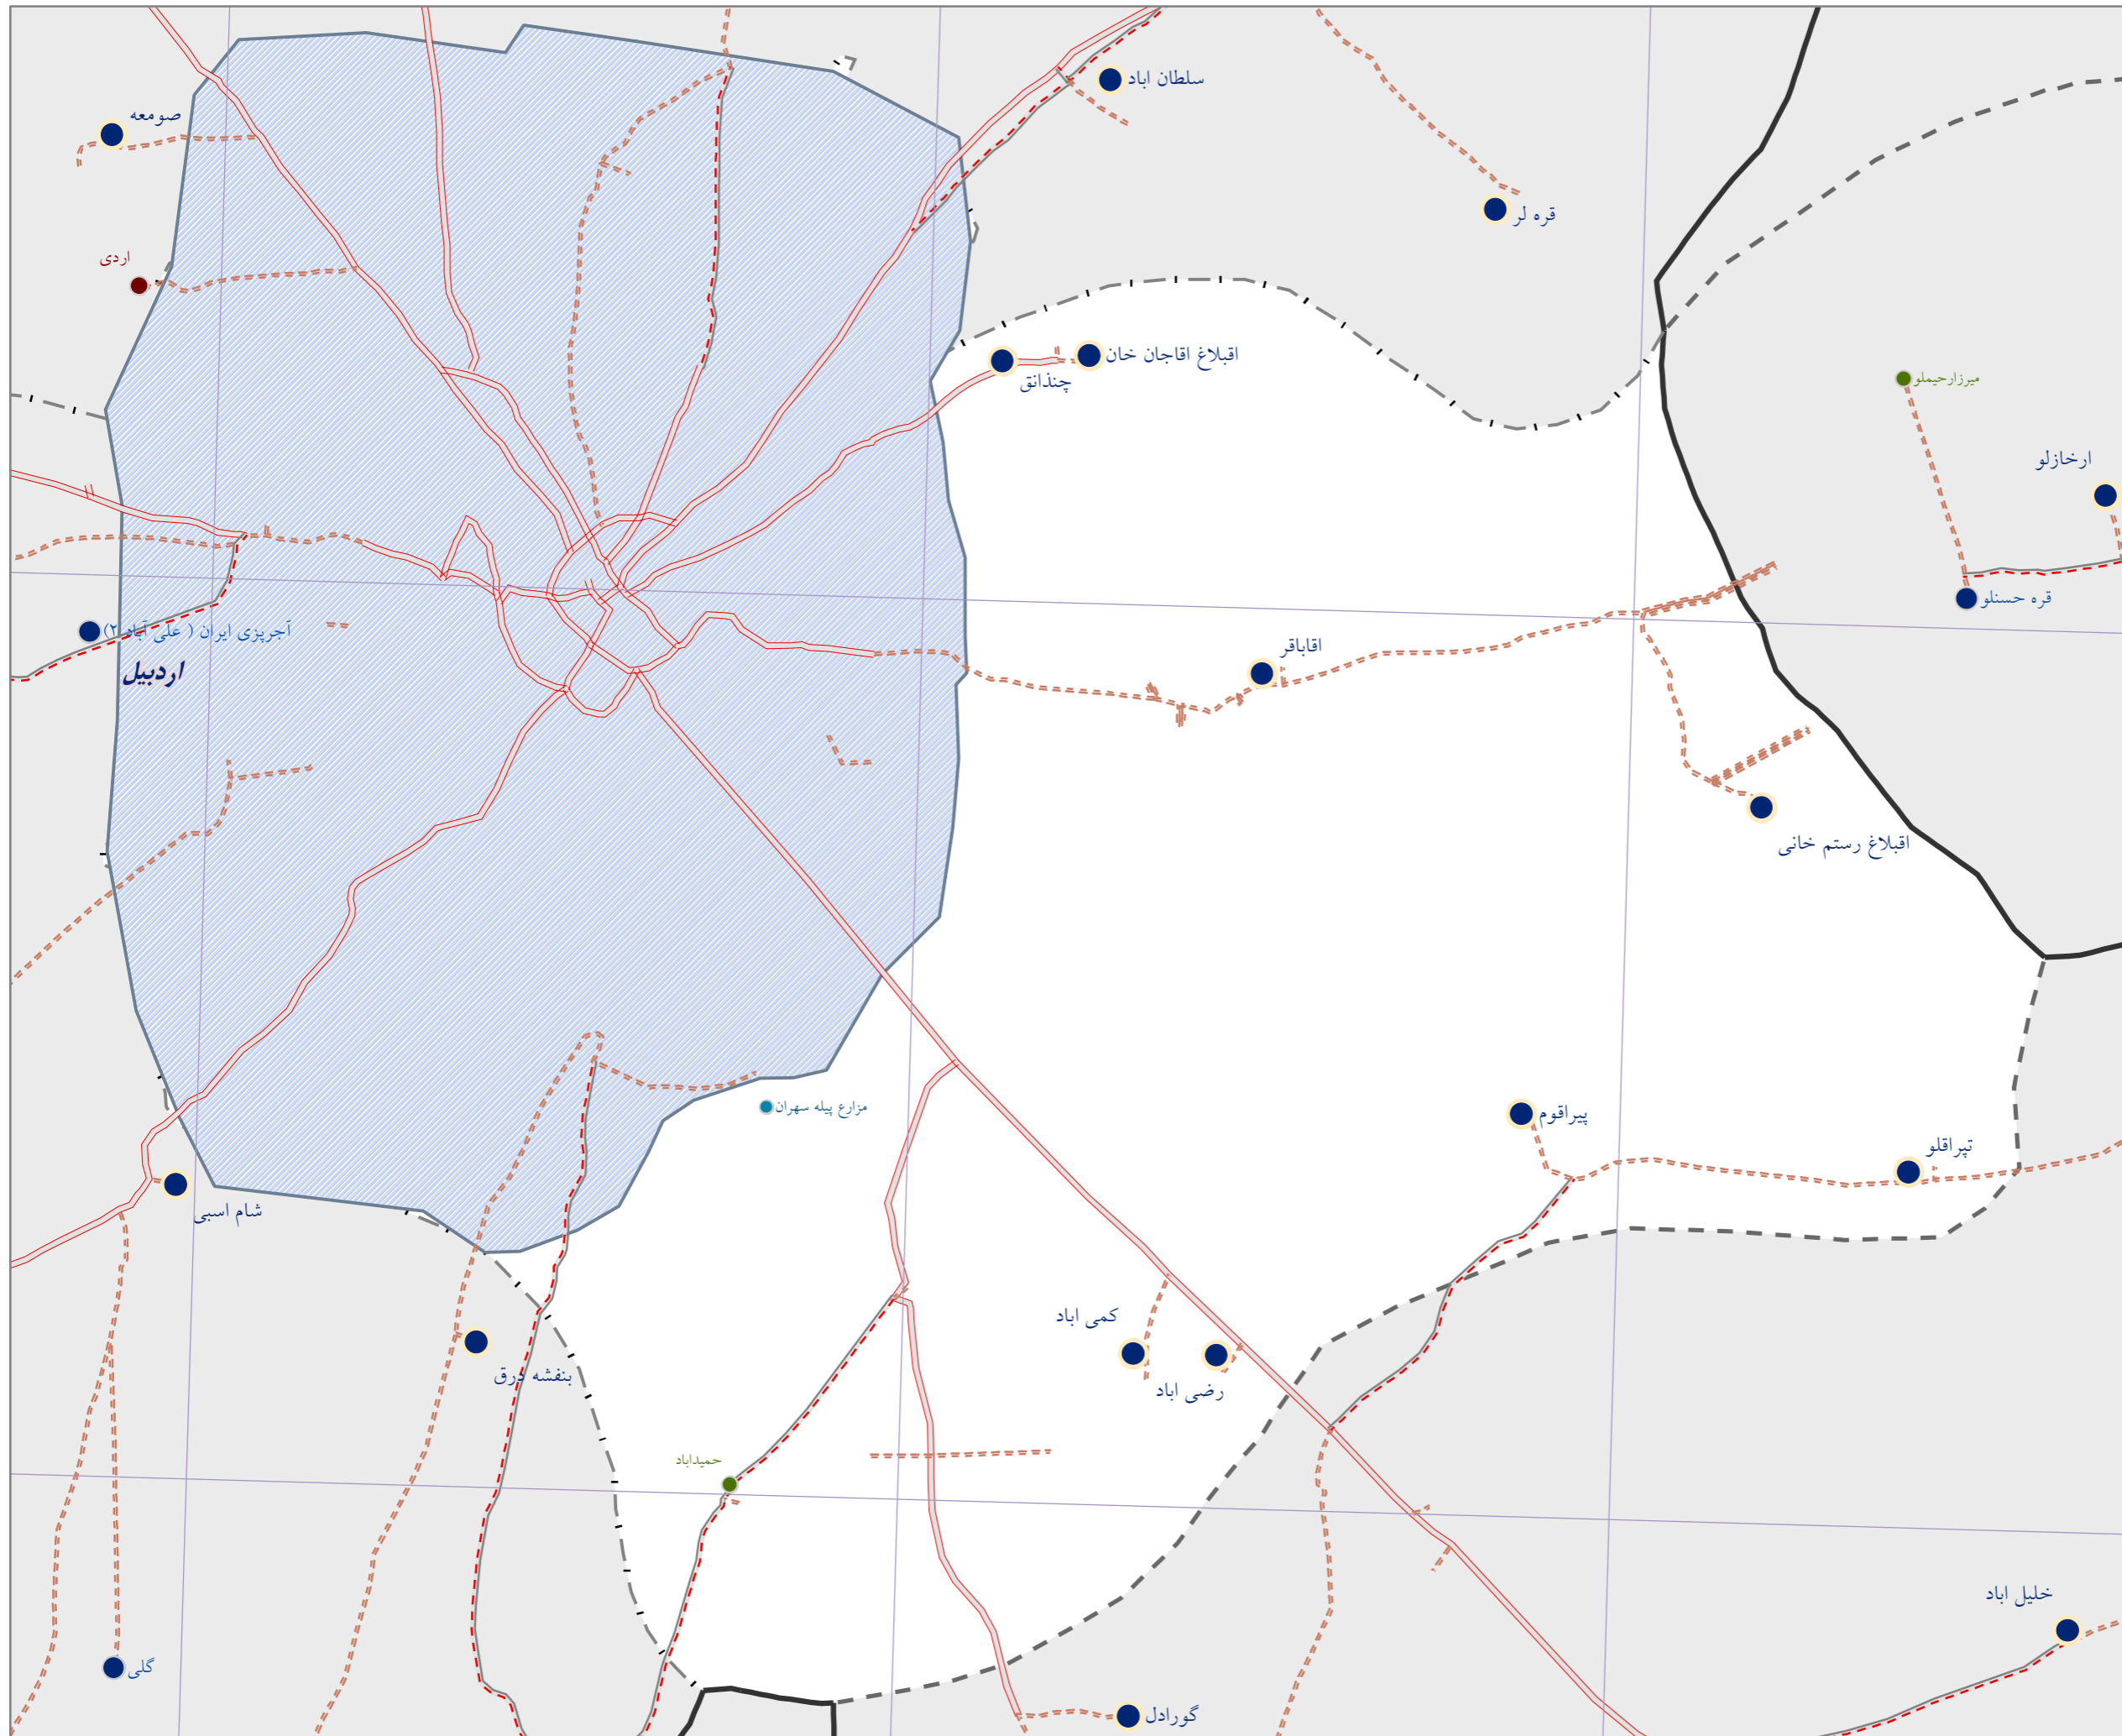 سلطان اباد
صومعه
قره لر
اردی
اقبلاغ اقاجان خان
چنذانق
میرزارحیملو
ارخازلو
قره حسنلو
آجرپزی ایران ( علی آباد ۲)
اردبیل
اقاباقر
اقبلاغ رستم خانی
مزارع پیله سهران
پیراقوم
تپراقلو
شام اسبی
کمی اباد
بنفشه درق
رضی اباد
حمیداباد
خلیل اباد
گلی
گورادل